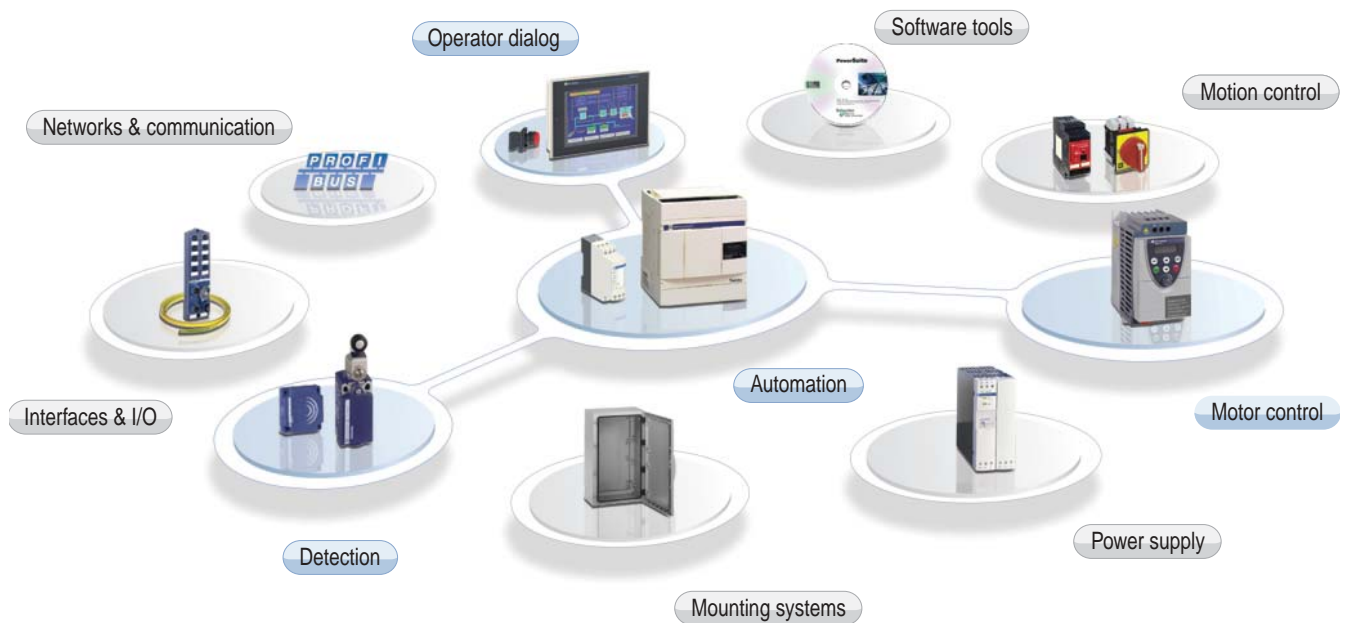 Operator dialog
Software tools
PowerSuite
Motion control
Networks & communication
PROFI
BUS
Interfaces & I/O
Automation
Motor control
Detection
Power supply
Mounting systems